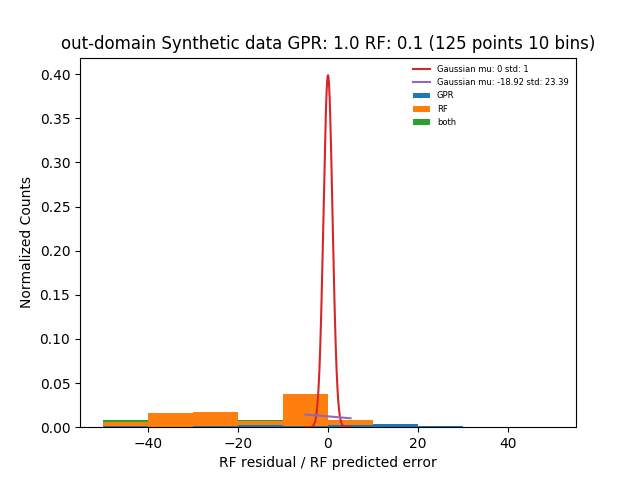 out-domain Synthetic data GPR: 1.0 RF: 0.1 (125 points 10 bins)
Gaussian mu: 0 std: 1
Gaussian mu: -18.92 std: 23.39
GPR
RF
both
Normalized Counts
0.40
0.35
0.30
0.25
0.20
0.15
0.10
0.05
0.00
−40 −20 0 20 40
RF residual / RF predicted error